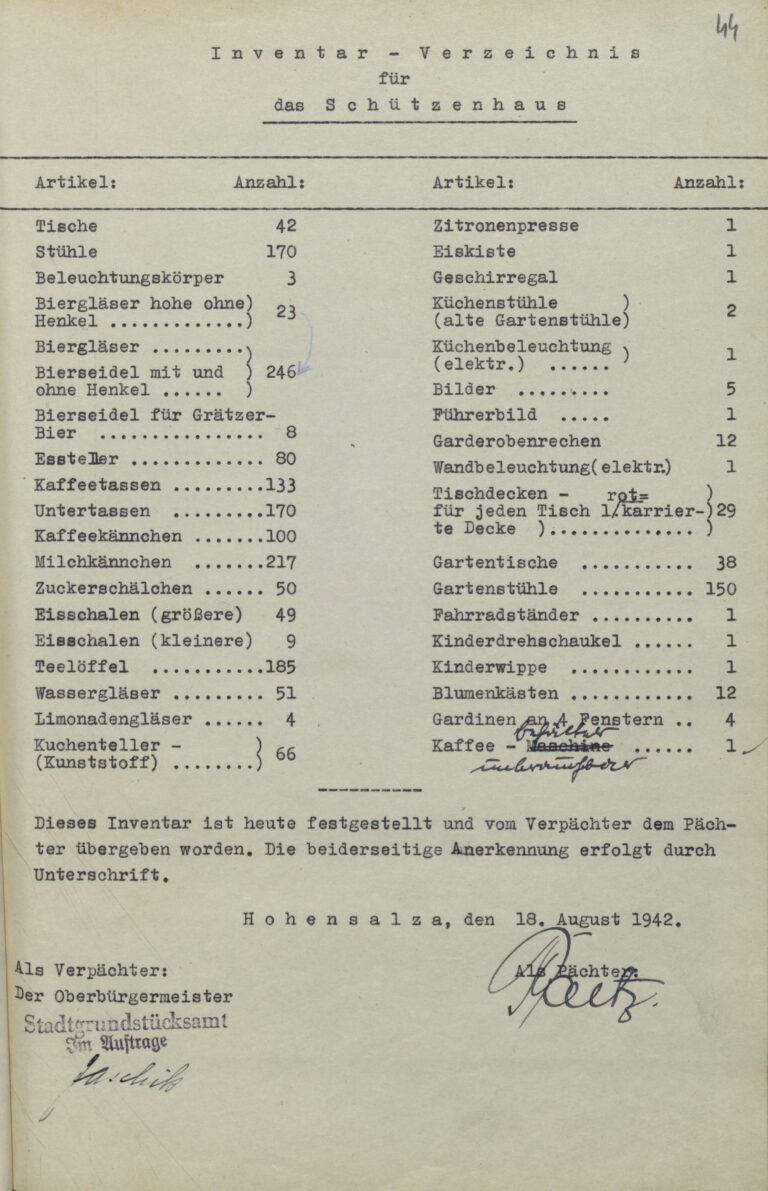 44
Inventar - Verzeichnis
für
das Schützenhaus
Artikel: Anzahl:
Tische 42
Stühle 170
Beleuchtungskörper 3
Biergläser hohe ohne)
Henkel ............) 23
Biergläser .........)
Bierseidel mit und ) 246
ohne Henkel ...... )
Bierseidel für Grätzer-
Bier ................ 8
Essteller ............. 80
Kaffeetassen .........133
Untertassen .........170
Kaffeekännchen .......100
Milchkännchen .......217
Zuckerschälchen ...... 50
Eisschalen (größere) 49
Eisschalen (kleinere) 9
Teelöffel ...........185
Wassergläser ......... 51
Limonadengläser ...... 4
Kuchenteller - )
(Kunststoff) ........) 66
Artikel: Anzahl:
Zitronenpresse 1
Eiskiste 1
Geschirregal 1
Küchenstühle )
(alte Gartenstühle) 2
Küchenbeleuchtung )
(elektr.) ...... 1
Bilder ......... 5
Führerbild ..... 1
Garderobenrechen 12
Wandbeleuchtung(elektr.) 1
Tischdecken - rot= )
für jeden Tisch 1/karrier-)29
te Decke )..............)
Gartentische ........... 38
Gartenstühle ........... 150
Fahrradständer .......... 1
Kinderdrehschaukel ...... 1
Kinderwippe ............ 1
Blumenkästen ............ 12
Gardinen an 4 Fenstern .. 4
behälter
Kaffee - Maschine ...... 1
unbrauchbar
Dieses Inventar ist heute festgestellt und vom Verpächter dem Päch-
ter übergeben worden. Die beiderseitige Anerkennung erfolgt durch
Unterschrift.
Hohensalza, den 18. August 1942.
Als Verpächter:
Der Oberbürgermeister
Stadtgrundstücksamt
Im Auftrage
Als Pächter: